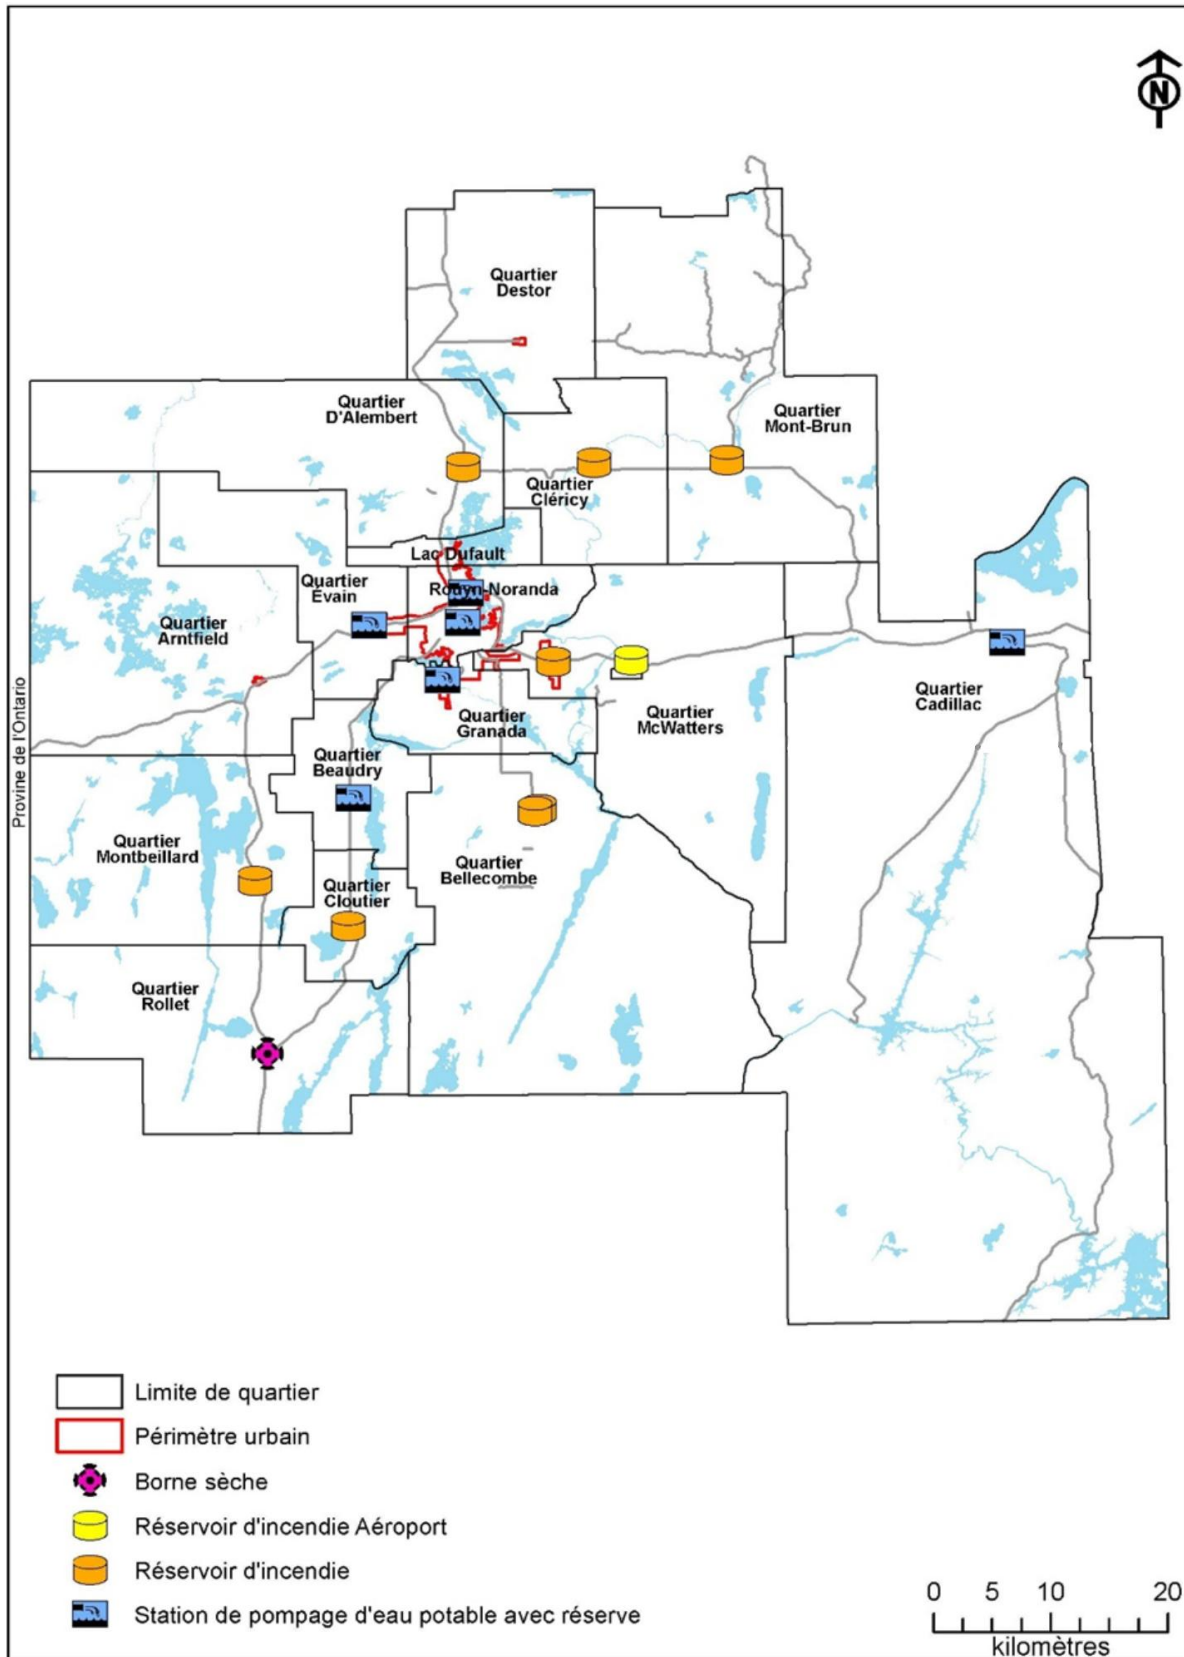 N
Quartier
Destor
Quartier
D'Alembert
Quartier
Mont-Brun
Quartier
Cléricy
Lac Dufault
Quartier
Évain
Rouyn-Noranda
Quartier
Arntfield
Provine de l'Ontario
Quartier
Cadillac
Quartier
Granada
Quartier
McWatters
Quartier
Beaudry
Quartier
Montbeillard
Quartier
Bellecombe
Quartier
Cloutier
Quartier
Rollet
Limite de quartier
Périmètre urbain
Borne sèche
Réservoir d'incendie Aéroport
Réservoir d'incendie
Station de pompage d'eau potable avec réserve
0 5 10 20
kilomètres